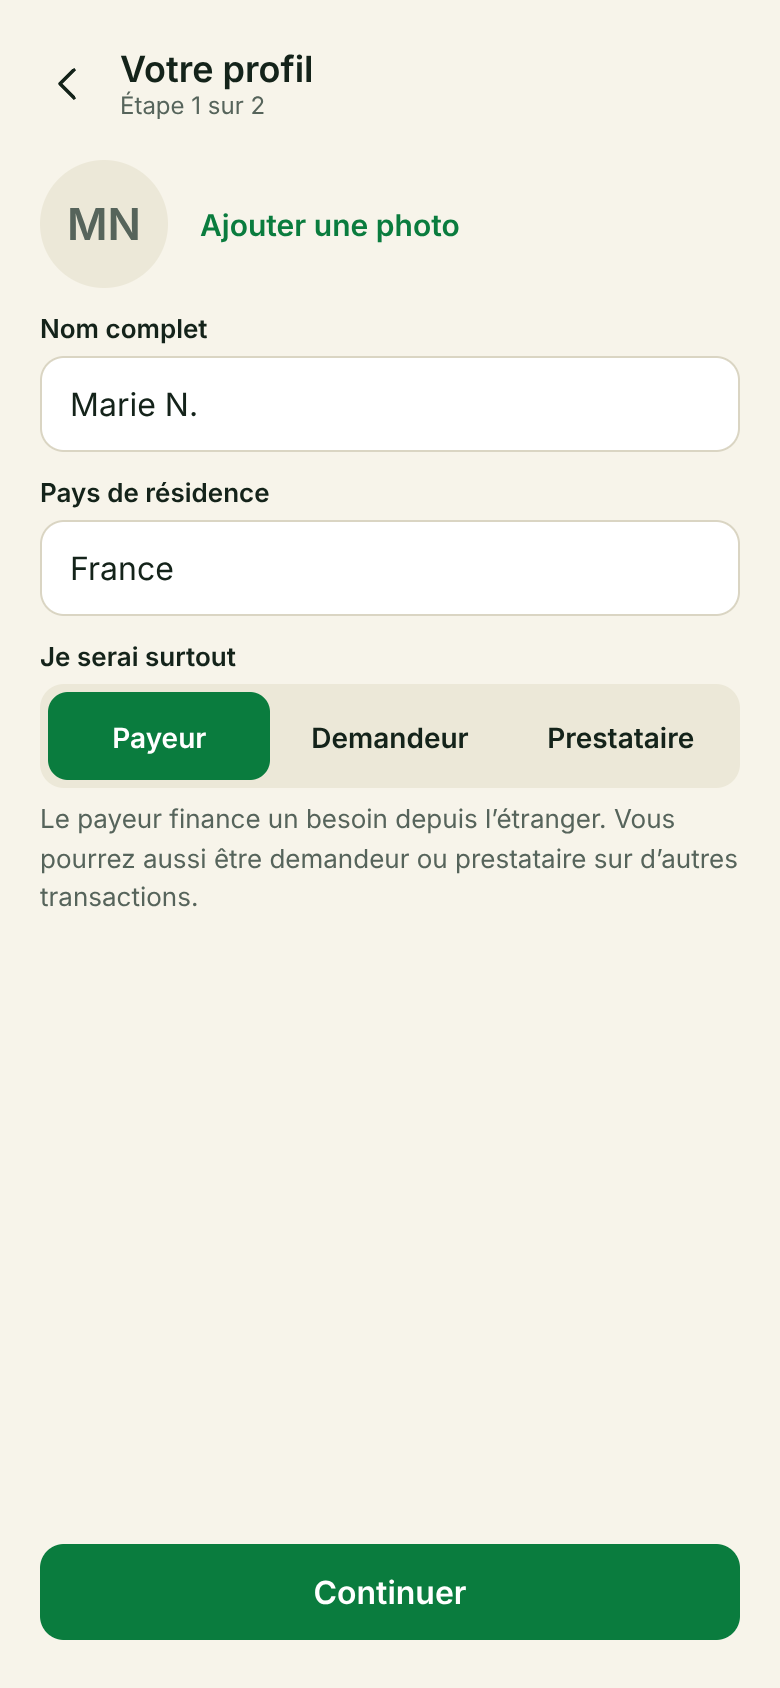 Votre profil
Étape 1 sur 2
MN
Ajouter une photo
Nom complet
Marie N.
Pays de résidence
France
Je serai surtout
Payeur Demandeur Prestataire
Le payeur finance un besoin depuis l’étranger. Vous
pourrez aussi être demandeur ou prestataire sur d’autres
transactions.
Continuer